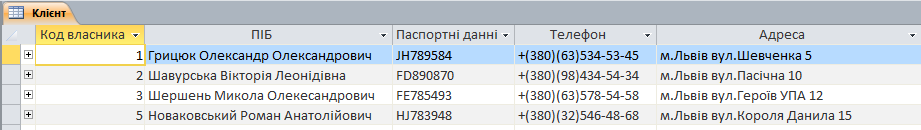 Клієнт
Код власника ПІБ Паспортні данні Телефон Адреса
1 Грицюк Олександр Олександрович JH789584 +(380)(63)534-53-45 м.Львів вул.Шевченка 5
2 Шавурська Вікторія Леонідівна FD890870 +(380)(98)434-54-34 м.Львів вул.Пасічна 10
3 Шершень Микола Олекесандрович FE785493 +(380)(63)578-54-58 м.Львів вул.Героїв УПА 12
5 Новаковський Роман Анатолійович HJ783948 +(380)(32)546-48-68 м.Львів вул.Короля Данила 15